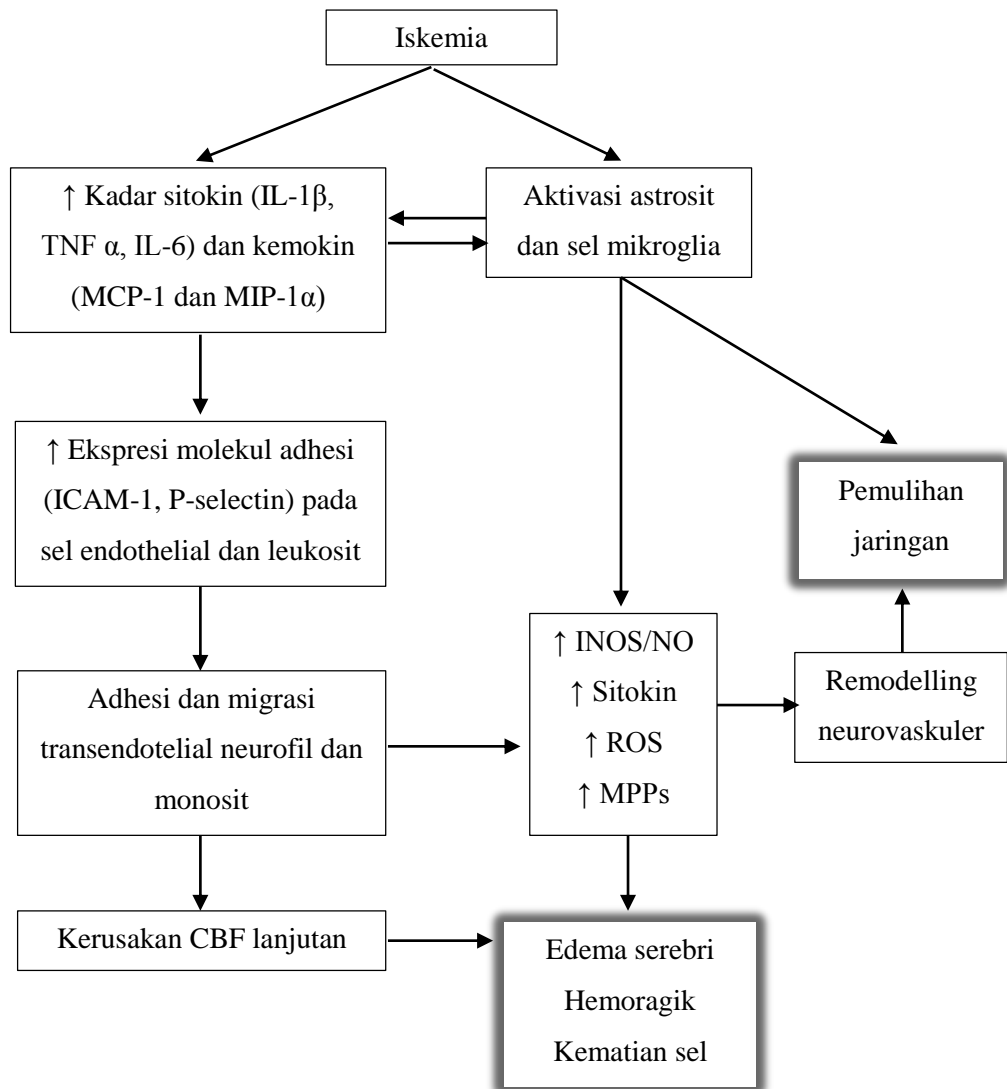 Iskemia
↑ Kadar sitokin (IL-1β,
TNF α, IL-6) dan kemokin
(MCP-1 dan MIP-1α)
Aktivasi astrosit
dan sel mikroglia
↑ Ekspresi molekul adhesi
(ICAM-1, P-selectin) pada
sel endothelial dan leukosit
Pemulihan
jaringan
Adhesi dan migrasi
transendotelial neurofil dan
monosit
↑ INOS/NO
↑ Sitokin
↑ ROS
↑ MPPs
Remodelling
neurovaskuler
Kerusakan CBF lanjutan
Edema serebri
Hemoragik
Kematian sel